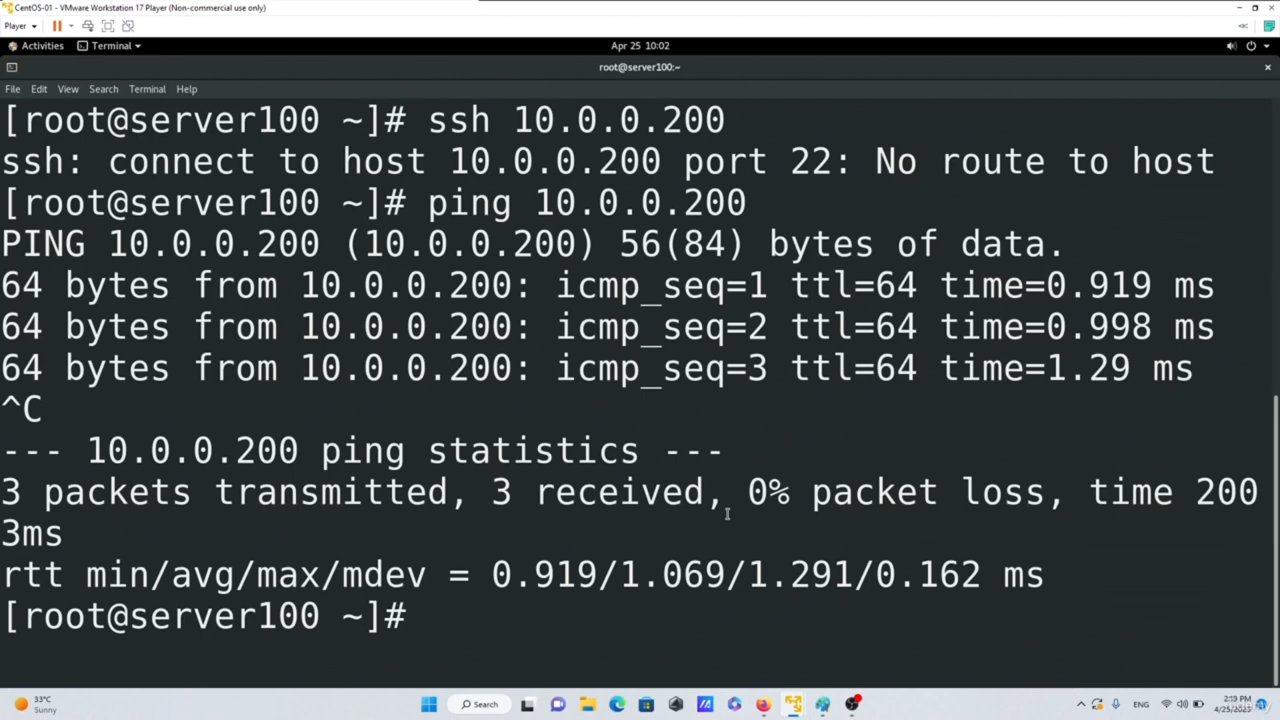 CentOS-01 - VMware Workstation 17 Player (Non-commercial use only)
Player
Activities Terminal Apr 25 10:02
root@server100:~
File Edit View Search Terminal Help
[root@server100 ~]# ssh 10.0.0.200
ssh: connect to host 10.0.0.200 port 22: No route to host
[root@server100 ~]# ping 10.0.0.200
PING 10.0.0.200 (10.0.0.200) 56(84) bytes of data.
64 bytes from 10.0.0.200: icmp_seq=1 ttl=64 time=0.919 ms
64 bytes from 10.0.0.200: icmp_seq=2 ttl=64 time=0.998 ms
64 bytes from 10.0.0.200: icmp_seq=3 ttl=64 time=1.29 ms
^C
--- 10.0.0.200 ping statistics ---
3 packets transmitted, 3 received, 0% packet loss, time 200
3ms
rtt min/avg/max/mdev = 0.919/1.069/1.291/0.162 ms
[root@server100 ~]#
33°C
Sunny
Search
ENG
4/25/2023